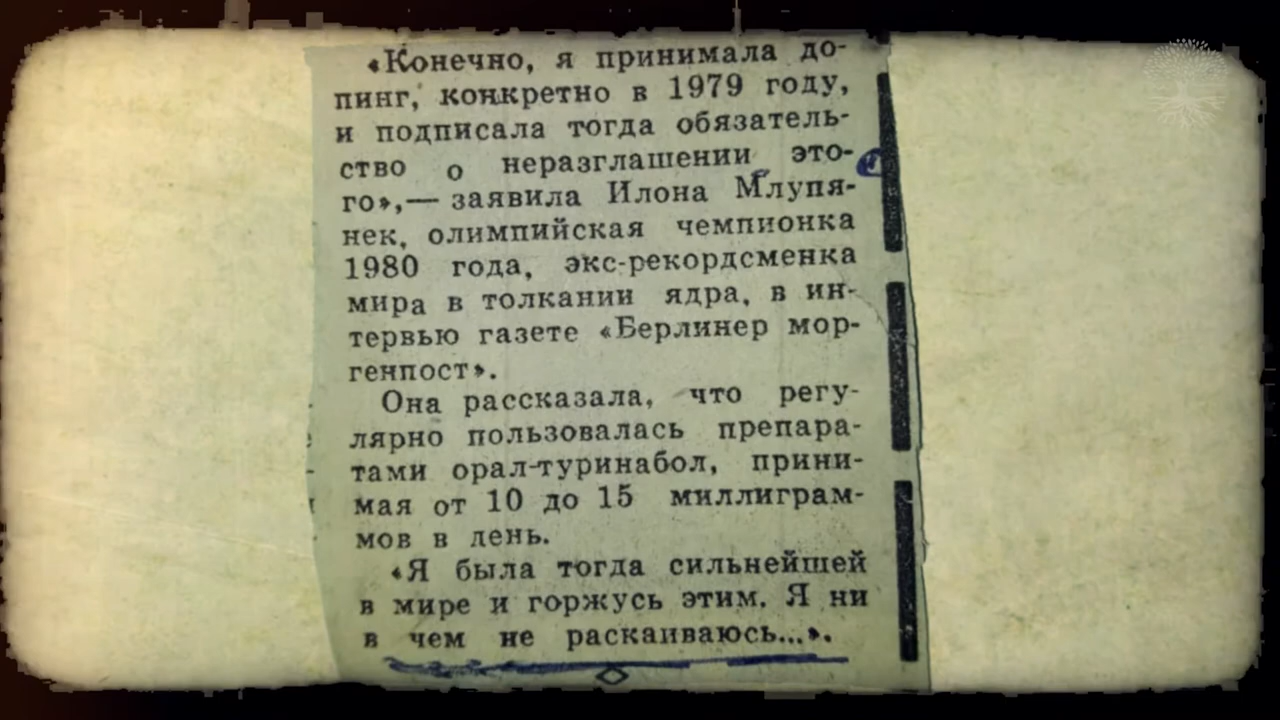 «Конечно, я принимала до-
пинг, конкретно в 1979 году,
и подписала тогда обязатель-
ство о неразглашении это-
го»,— заявила Илона Млупя-
нек, олимпийская чемпионка
1980 года, экс-рекордсменка
мира в толкании ядра, в ин-
тервью газете «Берлинер мор-
генпост».
Она рассказала, что регу-
лярно пользовалась препара-
тами орал-туринабол, прини-
мая от 10 до 15 миллиграм-
мов в день.
«Я была тогда сильнейшей
в мире и горжусь этим. Я ни
в чем не раскаиваюсь...».